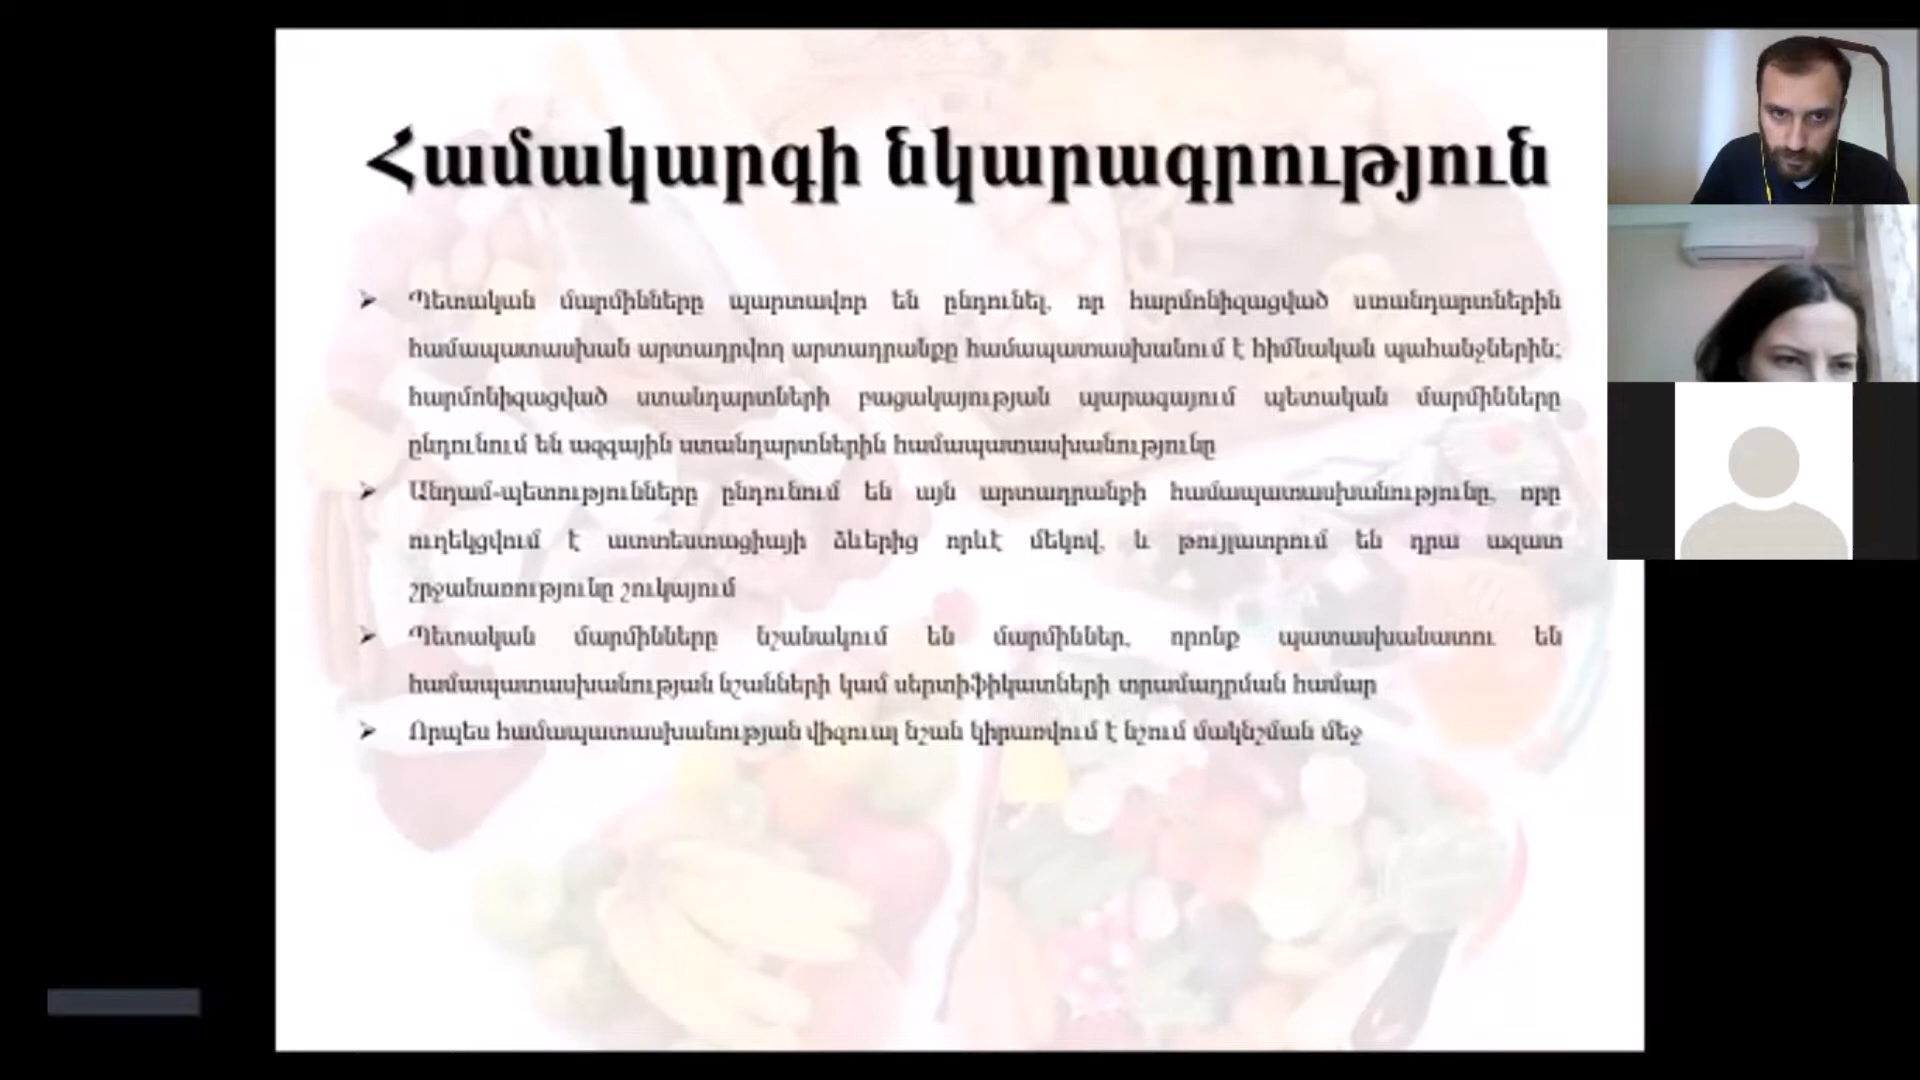 Համակարգի նկարագրություն
Պետական մարմինները պարտավոր են ընդունել, որ հարմոնիզացված ստանդարտներին
համապատասխան արտադրվող արտադրանքը համապատասխանում է հիմնական պահանջներին;
հարմոնիզացված ստանդարտների բացակայության պարագայում պետական մարմինները
ընդունում են ազգային ստանդարտներին համապատասխանությունը
Անդամ-պետությունները ընդունում են այն արտադրանքի համապատասխանությունը, որը
ուղեկցվում է ատտեստացիայի ձևերից որևէ մեկով, և թույլատրում են դրա ազատ
շրջանառությունը շուկայում
Պետական մարմինները նշանակում են մարմիններ, որոնք պատասխանատու են
համապատասխանության նշանների կամ սերտիֆիկատների տրամադրման համար
Որպես համապատասխանության վիզուալ նշան կիրառվում է նշում մակնշման մեջ